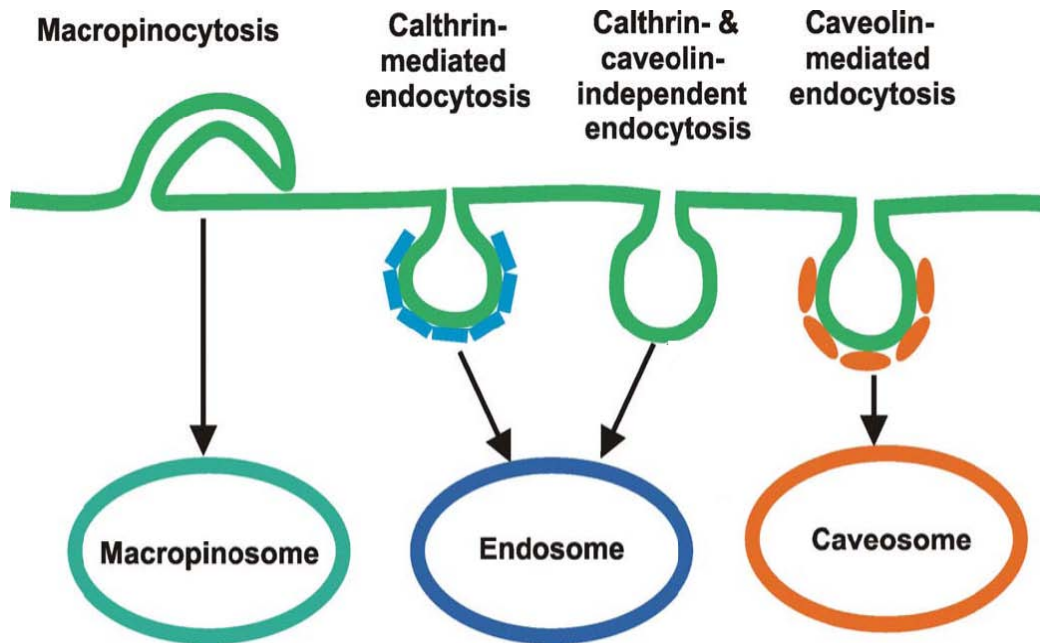 Macropinocytosis
Calthrin-
mediated
endocytosis
Calthrin- &
caveolin-
independent
endocytosis
Caveolin-
mediated
endocytosis
Macropinosome
Endosome
Caveosome